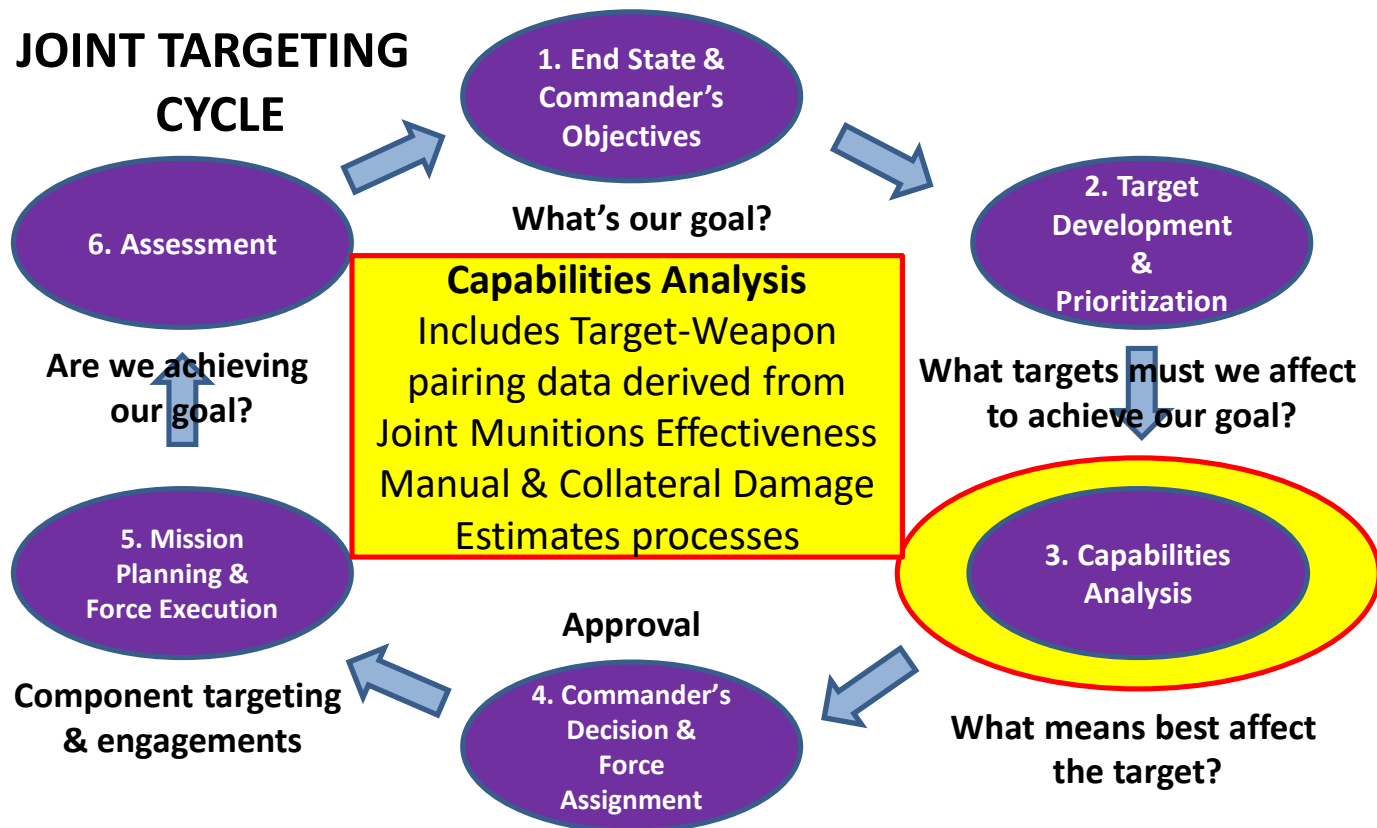 JOINT TARGETING
CYCLE
1. End State &
Commander’s
Objectives
What’s our goal?
2. Target
Development
&
Prioritization
What targets must we affect
to achieve our goal?
3. Capabilities
Analysis
What means best affect
the target?
Approval
4. Commander’s
Decision &
Force
Assignment
5. Mission
Planning &
Force Execution
Component targeting
& engagements
6. Assessment
Are we achieving
our goal?
Capabilities Analysis
Includes Target-Weapon
pairing data derived from
Joint Munitions Effectiveness
Manual & Collateral Damage
Estimates processes